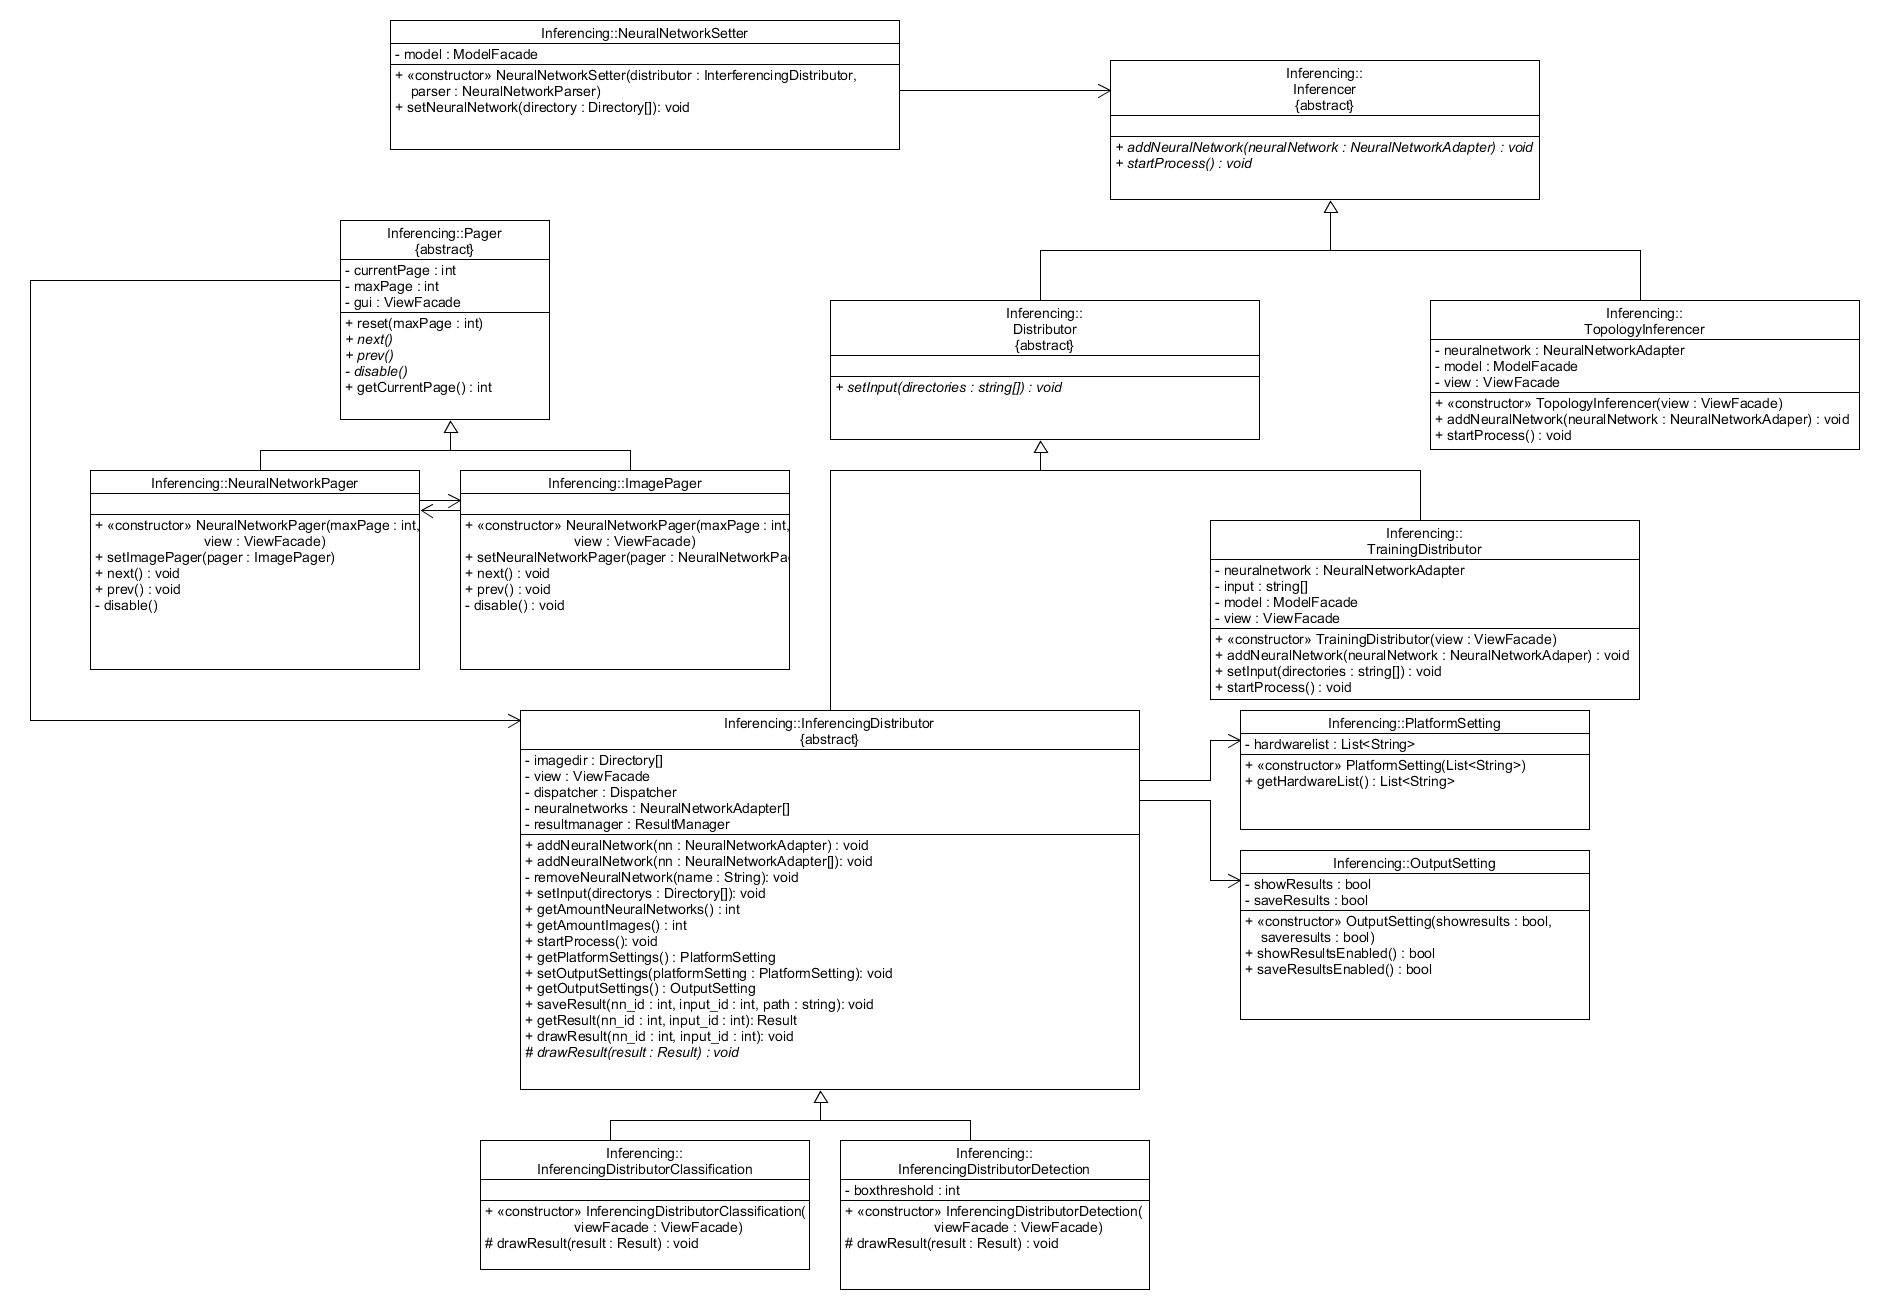 Inferencing::NeuralNetworkSetter
- model : ModelFacade
+ «constructor» NeuralNetworkSetter(distributor : InterferencingDistributor,
parser : NeuralNetworkParser)
+ setNeuralNetwork(directory : Directory[]): void
Inferencing::
Inferencer
{abstract}
+ addNeuralNetwork(neuralNetwork : NeuralNetworkAdapter) : void
+ startProcess() : void
Inferencing::Pager
{abstract}
- currentPage : int
- maxPage : int
- gui : ViewFacade
+ reset(maxPage : int)
+ next()
+ prev()
- disable()
+ getCurrentPage() : int
Inferencing::
Distributor
{abstract}
+ setInput(directories : string[]) : void
Inferencing::
TopologyInferencer
- neuralnetwork : NeuralNetworkAdapter
- model : ModelFacade
- view : ViewFacade
+ «constructor» TopologyInferencer(view : ViewFacade)
+ addNeuralNetwork(neuralNetwork : NeuralNetworkAdaper) : void
+ startProcess() : void
Inferencing::NeuralNetworkPager
+ «constructor» NeuralNetworkPager(maxPage : int,
view : ViewFacade)
+ setImagePager(pager : ImagePager)
+ next() : void
+ prev() : void
- disable()
Inferencing::ImagePager
+ «constructor» NeuralNetworkPager(maxPage : int,
view : ViewFacade)
+ setNeuralNetworkPager(pager : NeuralNetworkPa
+ next() : void
+ prev() : void
- disable() : void
Inferencing::
TrainingDistributor
- neuralnetwork : NeuralNetworkAdapter
- input : string[]
- model : ModelFacade
- view : ViewFacade
+ «constructor» TrainingDistributor(view : ViewFacade)
+ addNeuralNetwork(neuralNetwork : NeuralNetworkAdaper) : void
+ setInput(directories : string[]) : void
+ startProcess() : void
Inferencing::InferencingDistributor
{abstract}
- imagedir : Directory[]
- view : ViewFacade
- dispatcher : Dispatcher
- neuralnetworks : NeuralNetworkAdapter[]
- resultmanager : ResultManager
+ addNeuralNetwork(nn : NeuralNetworkAdapter) : void
+ addNeuralNetwork(nn : NeuralNetworkAdapter[]): void
- removeNeuralNetwork(name : String): void
+ setInput(directorys : Directory[]): void
+ getAmountNeuralNetworks() : int
+ getAmountImages() : int
+ startProcess(): void
+ getPlatformSettings() : PlatformSetting
+ setOutputSettings(platformSetting : PlatformSetting): void
+ getOutputSettings() : OutputSetting
+ saveResult(nn_id : int, input_id : int, path : string): void
+ getResult(nn_id : int, input_id : int): Result
+ drawResult(nn_id : int, input_id : int): void
# drawResult(result : Result) : void
Inferencing::PlatformSetting
- hardwarelist : List<String>
+ «constructor» PlatformSetting(List<String>)
+ getHardwareList() : List<String>
Inferencing::OutputSetting
- showResults : bool
- saveResults : bool
+ «constructor» OutputSetting(showresults : bool,
saveresults : bool)
+ showResultsEnabled() : bool
+ saveResultsEnabled() : bool
Inferencing::
InferencingDistributorClassification
+ «constructor» InferencingDistributorClassification(
viewFacade : ViewFacade)
# drawResult(result : Result) : void
Inferencing::
InferencingDistributorDetection
- boxthreshold : int
+ «constructor» InferencingDistributorDetection(
viewFacade : ViewFacade)
# drawResult(result : Result) : void